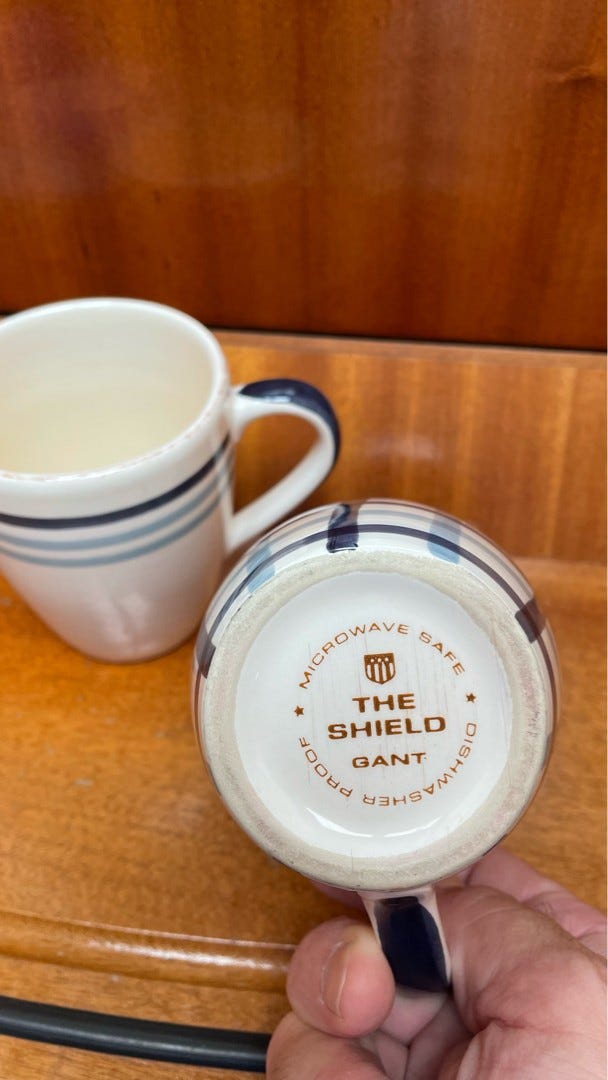 MICROWAVE SAFE
THE
SHIELD
GANT
DISHWASHER PROOF